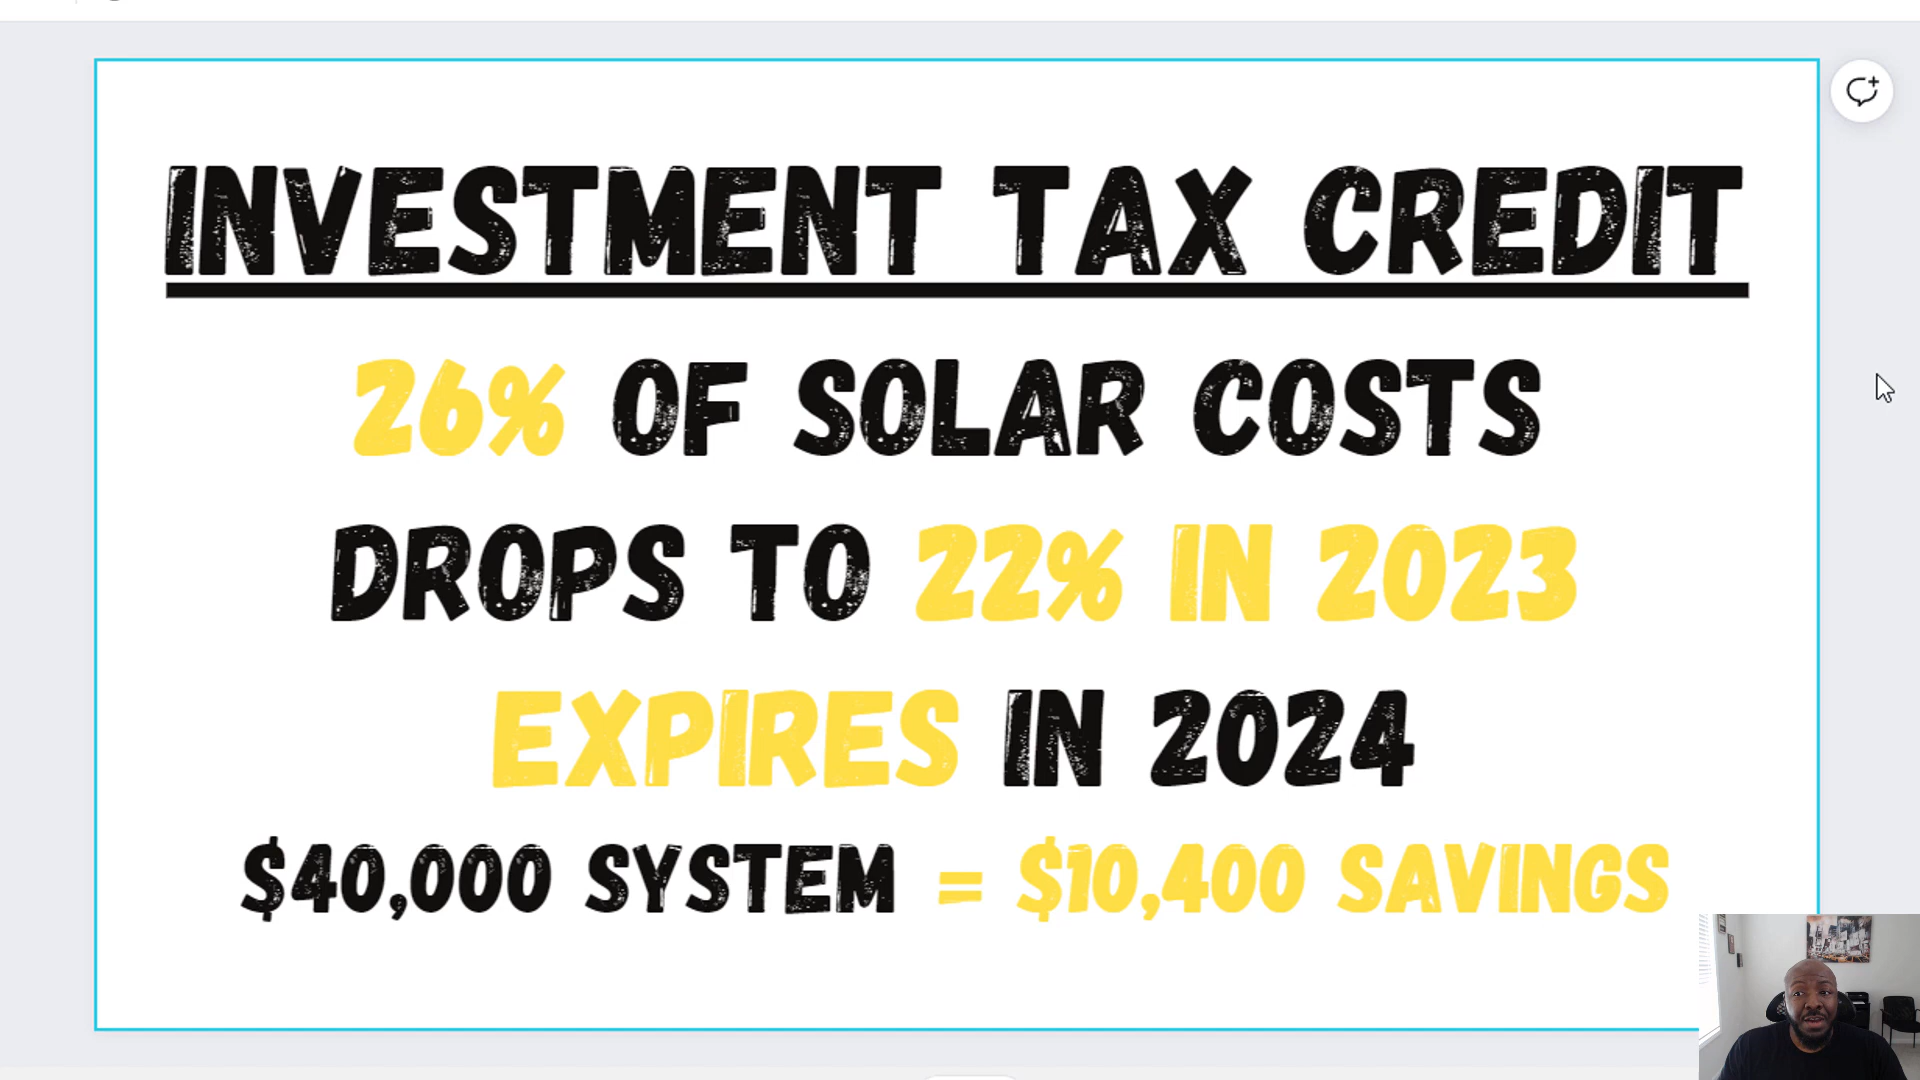 INVESTMENT TAX CREDIT
26% OF SOLAR COSTS
DROPS TO 22% IN 2023
EXPIRES IN 2024
$40,000 SYSTEM = $10,400 SAVINGS